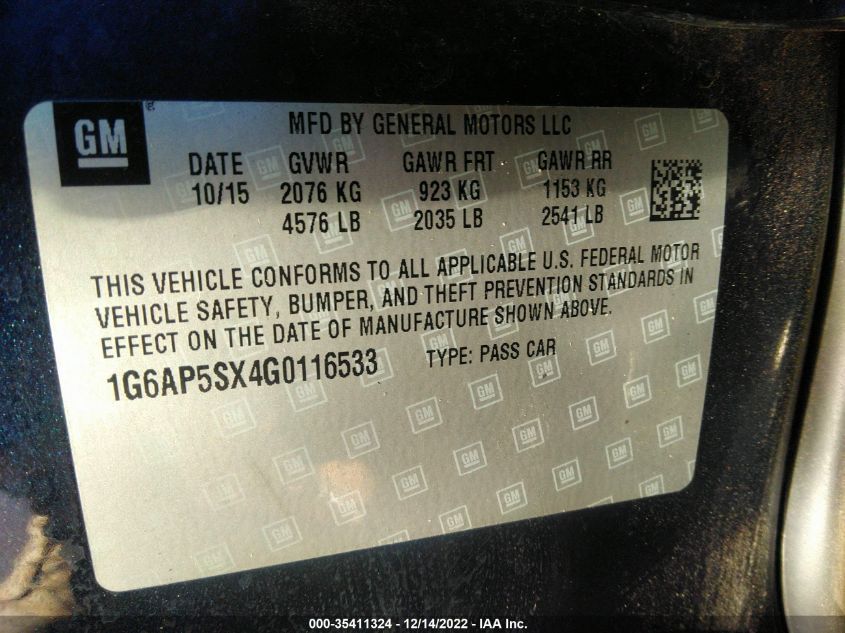 GM
MFD BY GENERAL MOTORS LLC
DATE GVWR GAWR FRT GAWR RR
10/15 2076 KG 923 KG 1153 KG
4576 LB 2035 LB 2541 LB
THIS VEHICLE CONFORMS TO ALL APPLICABLE U.S. FEDERAL MOTOR
VEHICLE SAFETY, BUMPER, AND THEFT PREVENTION STANDARDS IN
EFFECT ON THE DATE OF MANUFACTURE SHOWN ABOVE.
1G6AP5SX4G0116533 TYPE: PASS CAR
000-35411324 - 12/14/2022 - IAA Inc.